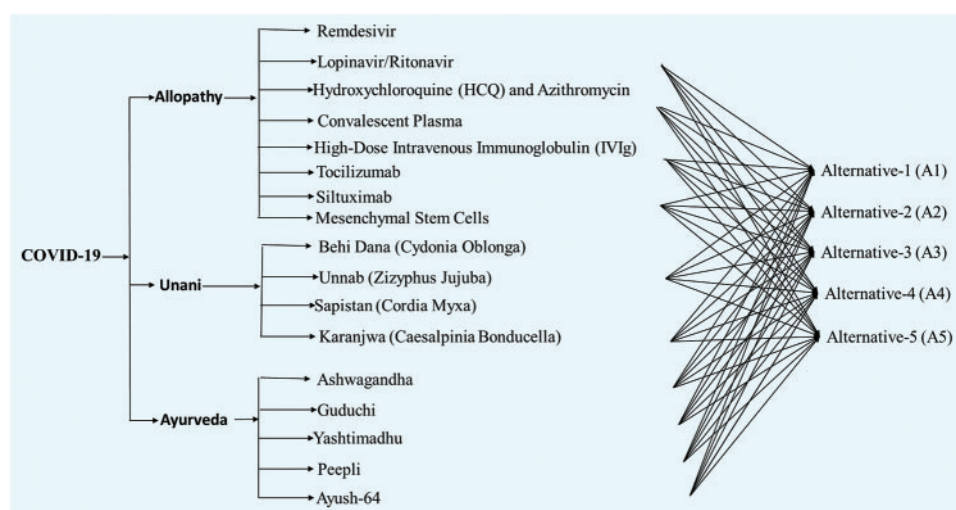 COVID-19
Allopathy
Remdesivir
Lopinavir/Ritonavir
Hydroxychloroquine (HCQ) and Azithromycin
Convalescent Plasma
High-Dose Intravenous Immunoglobulin (IVIg)
Tocilizumab
Siltuximab
Mesenchymal Stem Cells
Unani
Behi Dana (Cydonia Oblonga)
Unnab (Zizyphus Jujuba)
Sapistan (Cordia Myxa)
Karanjwa (Caesalpinia Bonducella)
Ayurveda
Ashwagandha
Guduchi
Yashtimadhu
Peepli
Ayush-64
Alternative-1 (A1)
Alternative-2 (A2)
Alternative-3 (A3)
Alternative-4 (A4)
Alternative-5 (A5)